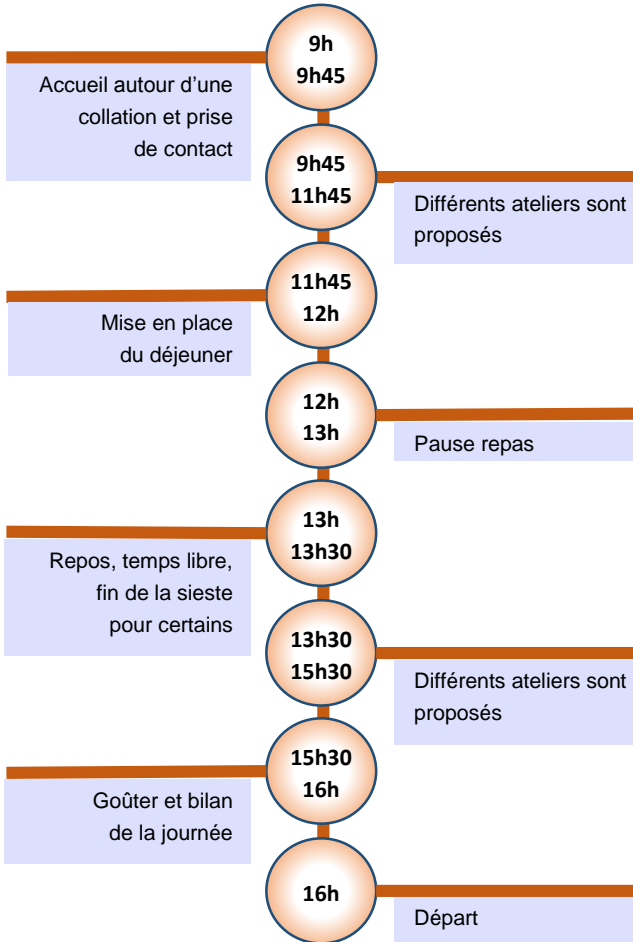 9h
9h45
Accueil autour d'une
collation et prise
de contact
9h45
11h45
Différents ateliers sont
proposés
11h45
12h
Mise en place
du déjeuner
12h
13h
Pause repas
13h
13h30
Repos, temps libre,
fin de la sieste
pour certains
13h30
15h30
Différents ateliers sont
proposés
15h30
16h
Goûter et bilan
de la journée
16h
Départ